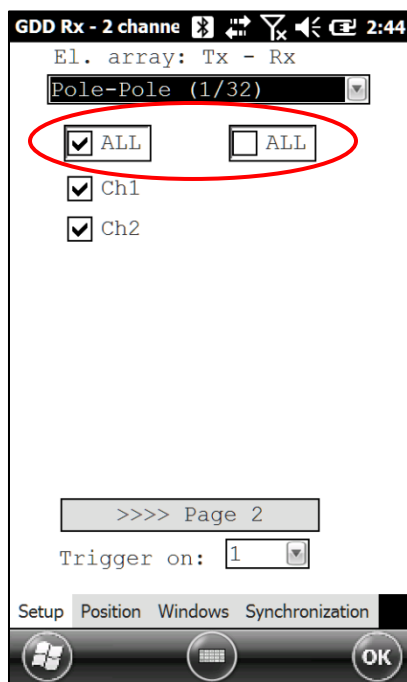 GDD Rx - 2 channe 2:44
El. array: Tx - Rx
Pole-Pole (1/32)
ALL ALL
Ch1
Ch2
>>>> Page 2
Trigger on: 1
Setup Position Windows Synchronization
OK